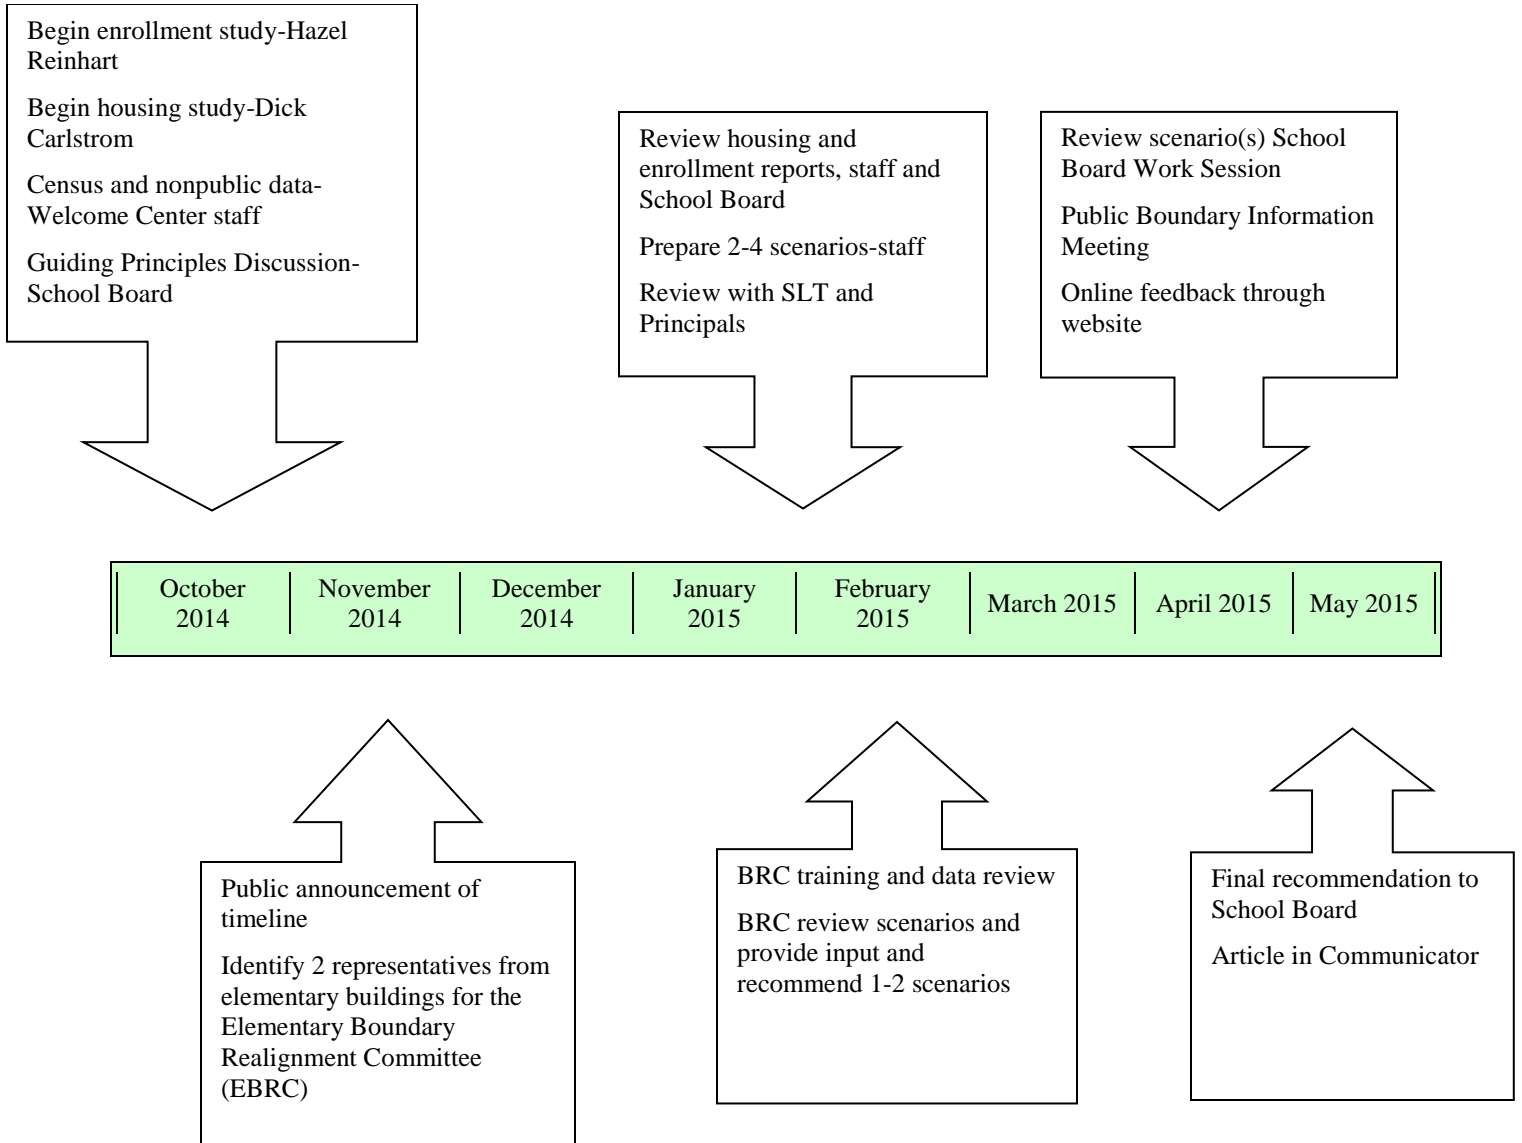 Begin enrollment study-Hazel
Reinhart
Begin housing study-Dick
Carlstrom
Census and nonpublic data-
Welcome Center staff
Guiding Principles Discussion-
School Board
Review housing and
enrollment reports, staff and
School Board
Prepare 2-4 scenarios-staff
Review with SLT and
Principals
Review scenario(s) School
Board Work Session
Public Boundary Information
Meeting
Online feedback through
website
October
2014
November
2014
December
2014
January
2015
February
2015
March 2015
April 2015
May 2015
Public announcement of
timeline
Identify 2 representatives from
elementary buildings for the
Elementary Boundary
Realignment Committee
(EBRC)
BRC training and data review
BRC review scenarios and
provide input and
recommend 1-2 scenarios
Final recommendation to
School Board
Article in Communicator